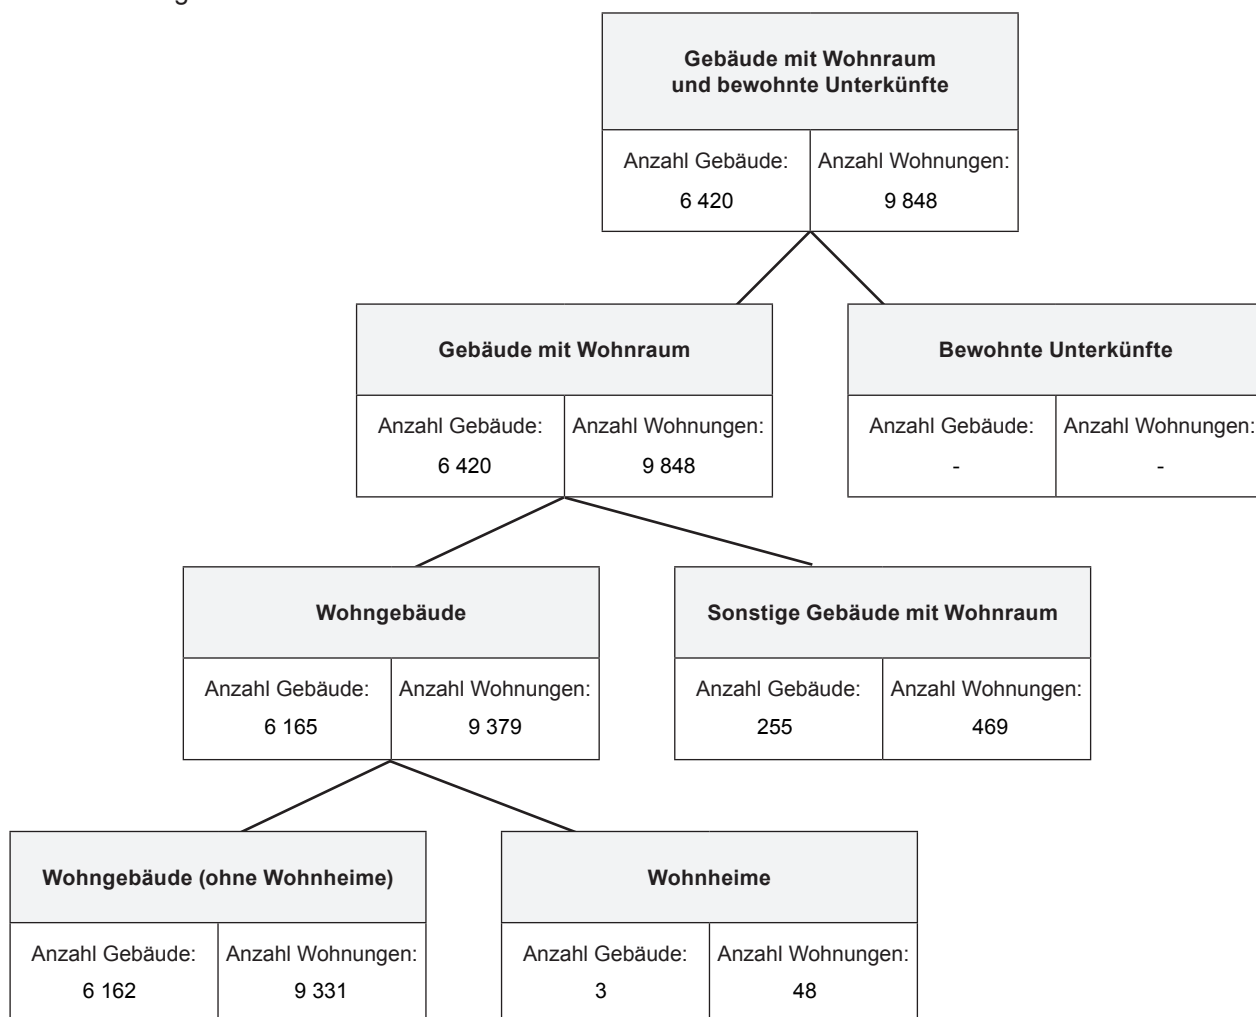 Gebäude mit Wohnraum
und bewohnte Unterkünfte
Anzahl Gebäude: Anzahl Wohnungen:
6 420 9 848
Gebäude mit Wohnraum Bewohnte Unterkünfte
Anzahl Gebäude: Anzahl Wohnungen: Anzahl Gebäude: Anzahl Wohnungen:
6 420 9 848 - -
Wohngebäude Sonstige Gebäude mit Wohnraum
Anzahl Gebäude: Anzahl Wohnungen: Anzahl Gebäude: Anzahl Wohnungen:
6 165 9 379 255 469
Wohngebäude (ohne Wohnheime) Wohnheime
Anzahl Gebäude: Anzahl Wohnungen: Anzahl Gebäude: Anzahl Wohnungen:
6 162 9 331 3 48